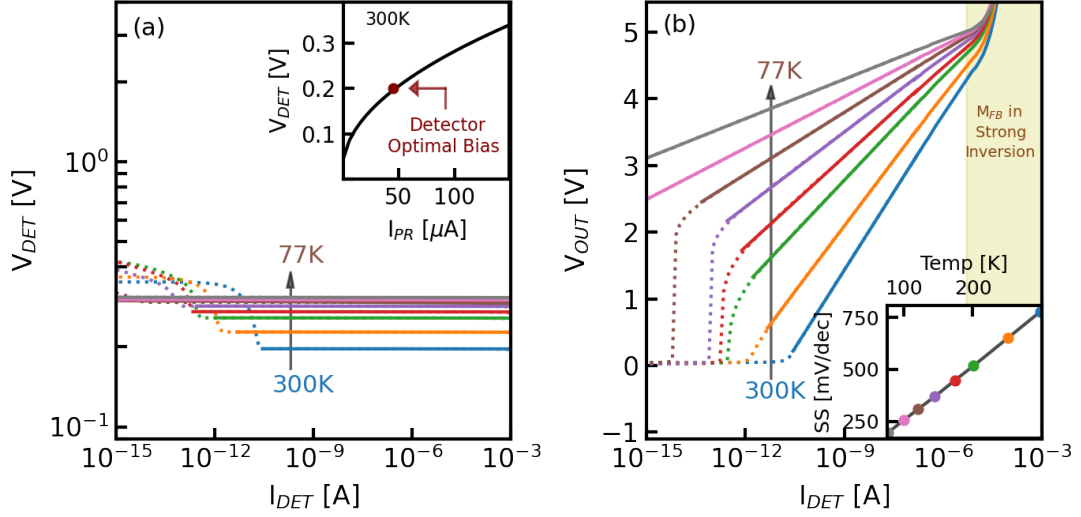 (a)
300K
V_DET [V]
0.3
0.2
0.1
Detector
Optimal Bias
50
100
I_PR [μA]
V_DET [V]
10^0
10^-1
77K
300K
10^-15
10^-12
10^-9
10^-6
10^-3
I_DET [A]
(b)
77K
M_FB in
Strong
Inversion
V_OUT [V]
5
4
3
2
1
0
−1
300K
Temp [K]
100
200
SS [mV/dec]
750
500
250
10^-15
10^-12
10^-9
10^-6
10^-3
I_DET [A]